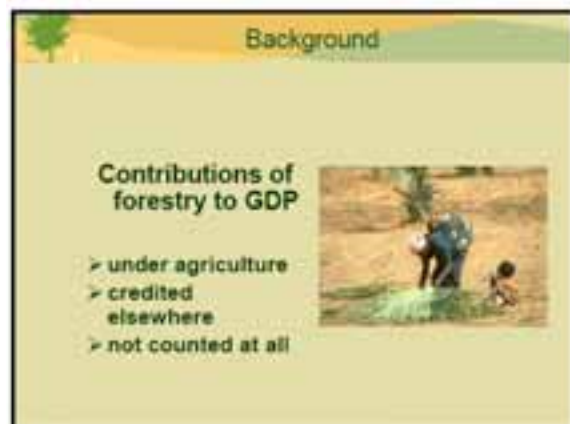 Background
Contributions of
forestry to GDP
➢ under agriculture
➢ credited
elsewhere
➢ not counted at all